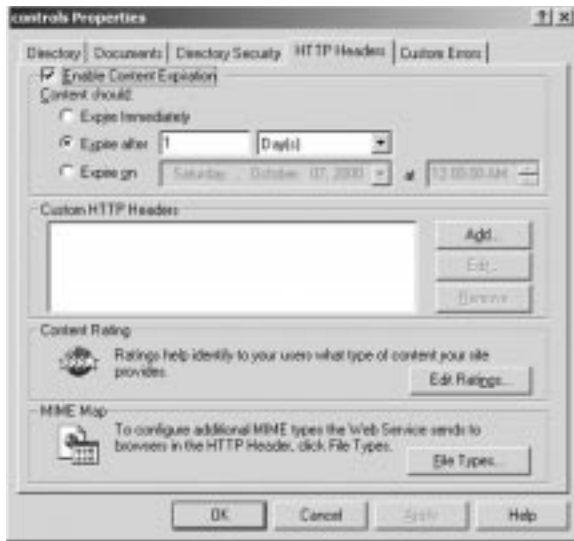 controls Properties
Directory Documents Directory Security HTTP Headers Custom Errors
Enable Content Expiration
Content should:
Expire Immediately
Expire after 1 Day(s)
Expire on Saturday , October 07, 2000 at 12:00:00 AM
Custom HTTP Headers
Add...
Edit...
Remove
Content Rating
Ratings help identify to your users what type of content your site
provides.
Edit Ratings...
MIME Map
To configure additional MIME types the Web Service sends to
browsers in the HTTP Header, click File Types.
File Types...
OK Cancel Apply Help